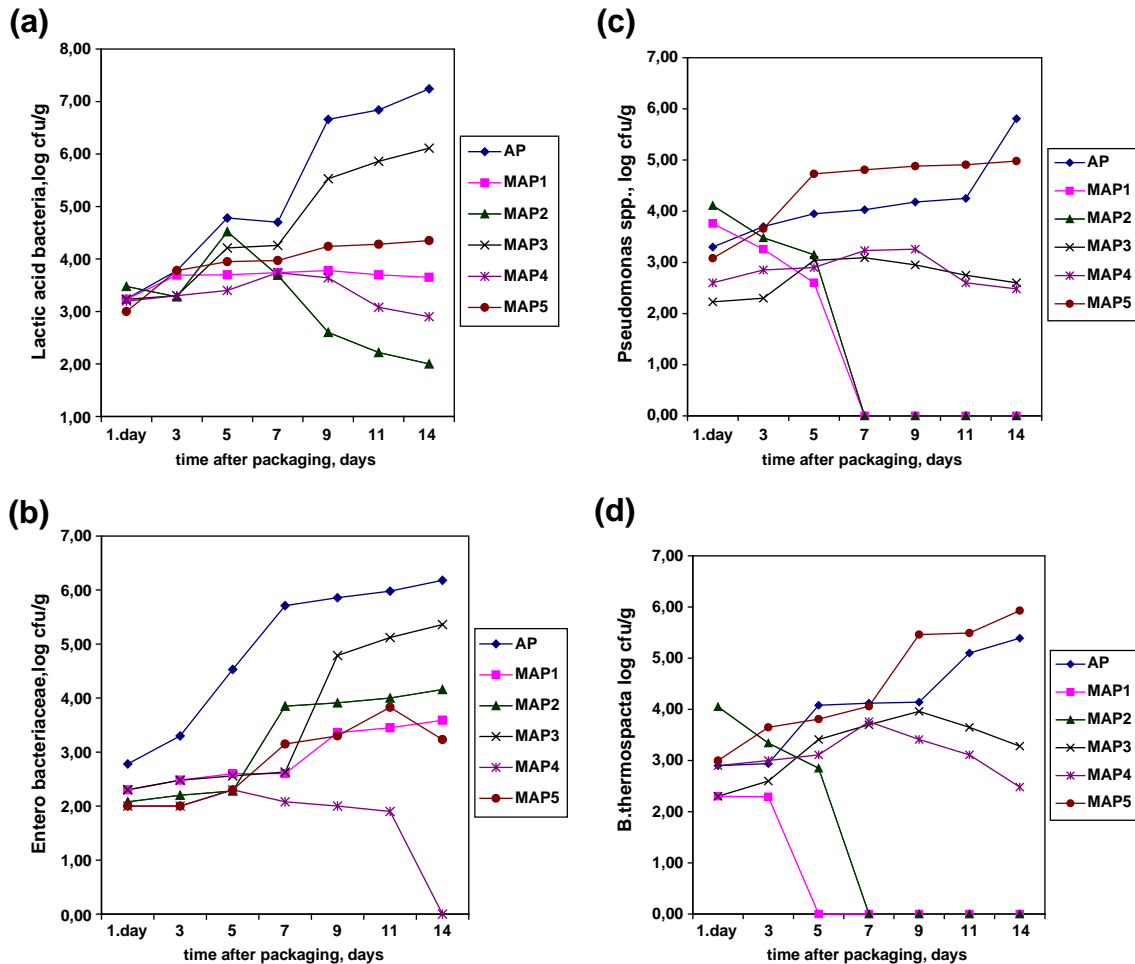 (a)
Lactic acid bacteria,log cfu/g
8,00
7,00
6,00
5,00
4,00
3,00
2,00
1,00
1.day 3 5 7 9 11 14
time after packaging, days
AP
MAP1
MAP2
MAP3
MAP4
MAP5
(c)
Pseudomonas spp., log cfu/g
7,00
6,00
5,00
4,00
3,00
2,00
1,00
0,00
1.day 3 5 7 9 11 14
time after packaging, days
AP
MAP1
MAP2
MAP3
MAP4
MAP5
(b)
Entero bacteriaceae,log cfu/g
7,00
6,00
5,00
4,00
3,00
2,00
1,00
0,00
1.day 3 5 7 9 11 14
time after packaging, days
AP
MAP1
MAP2
MAP3
MAP4
MAP5
(d)
B.thermospacta log cfu/g
7,00
6,00
5,00
4,00
3,00
2,00
1,00
0,00
1.day 3 5 7 9 11 14
time after packaging, days
AP
MAP1
MAP2
MAP3
MAP4
MAP5